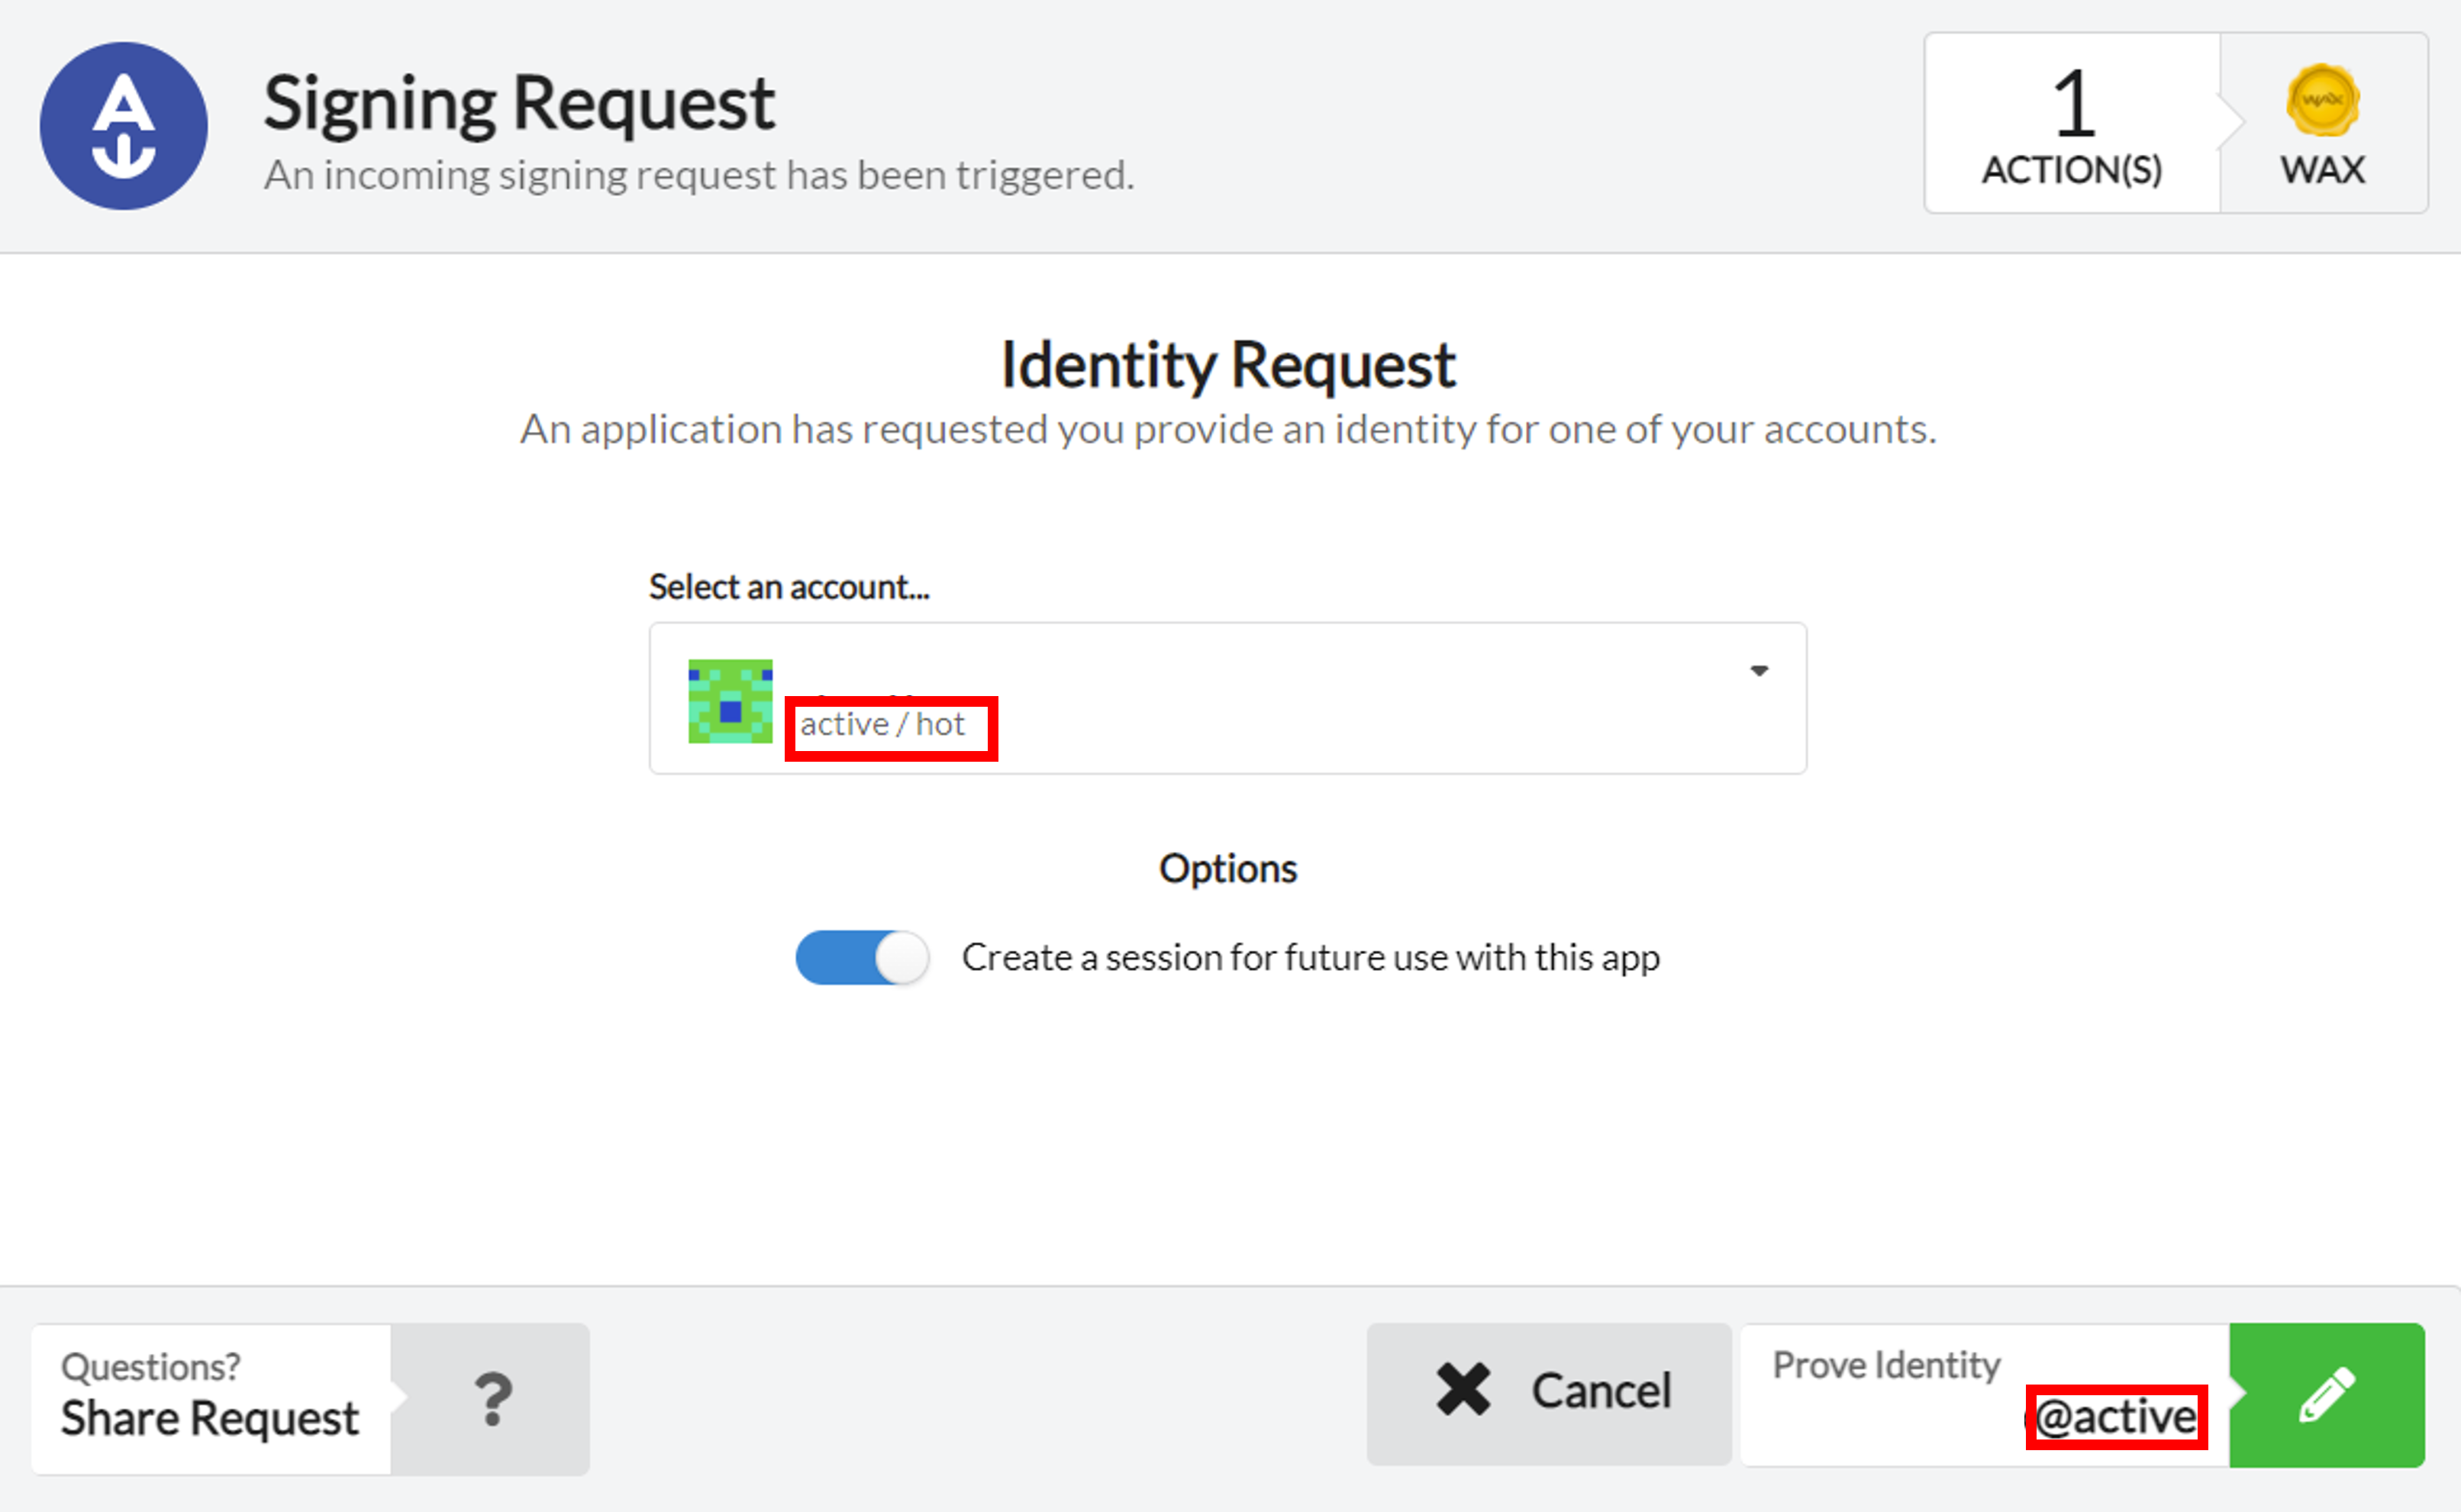 Signing Request
An incoming signing request has been triggered.
1
ACTION(S)
WAX
Identity Request
An application has requested you provide an identity for one of your accounts.
Select an account...
active / hot
Options
Create a session for future use with this app
Questions?
Share Request
?
Cancel
Prove Identity
@active